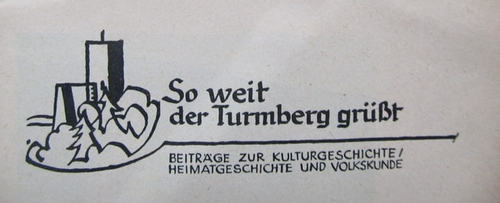 So weit
der Turmberg grüßt
BEITRÄGE ZUR KULTURGESCHICHTE/
HEIMATGESCHICHTE UND VOLKSKUNDE